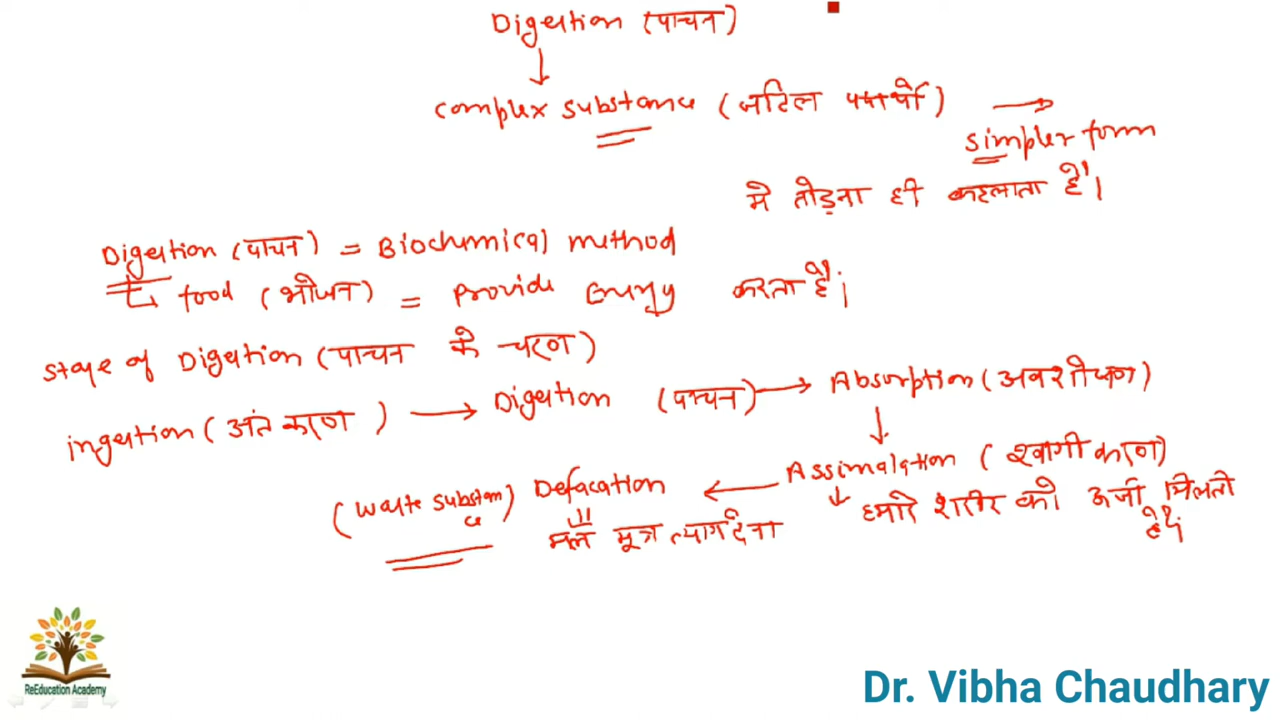 Digestion (पाचन)
complex substance (जटिल पदार्थो) →
simpler form
मे तोड़ना ही कहलाता है।
Digestion (पाचन) = Biochemical method
food (भोजन) = Provide Energy करता है।
stage of Digestion (पाचन के चरण)
ingestion (अंतकरण) → Digestion (पाचन) → Absorption (अवशोषण)
Assimalation (स्वागीकरण)
हमारे शरीर को ऊर्जा मिलती है।
(waste substance) Defacation
मल मूत्र त्याग देना
ReEducation Academy
Dr. Vibha Chaudhary